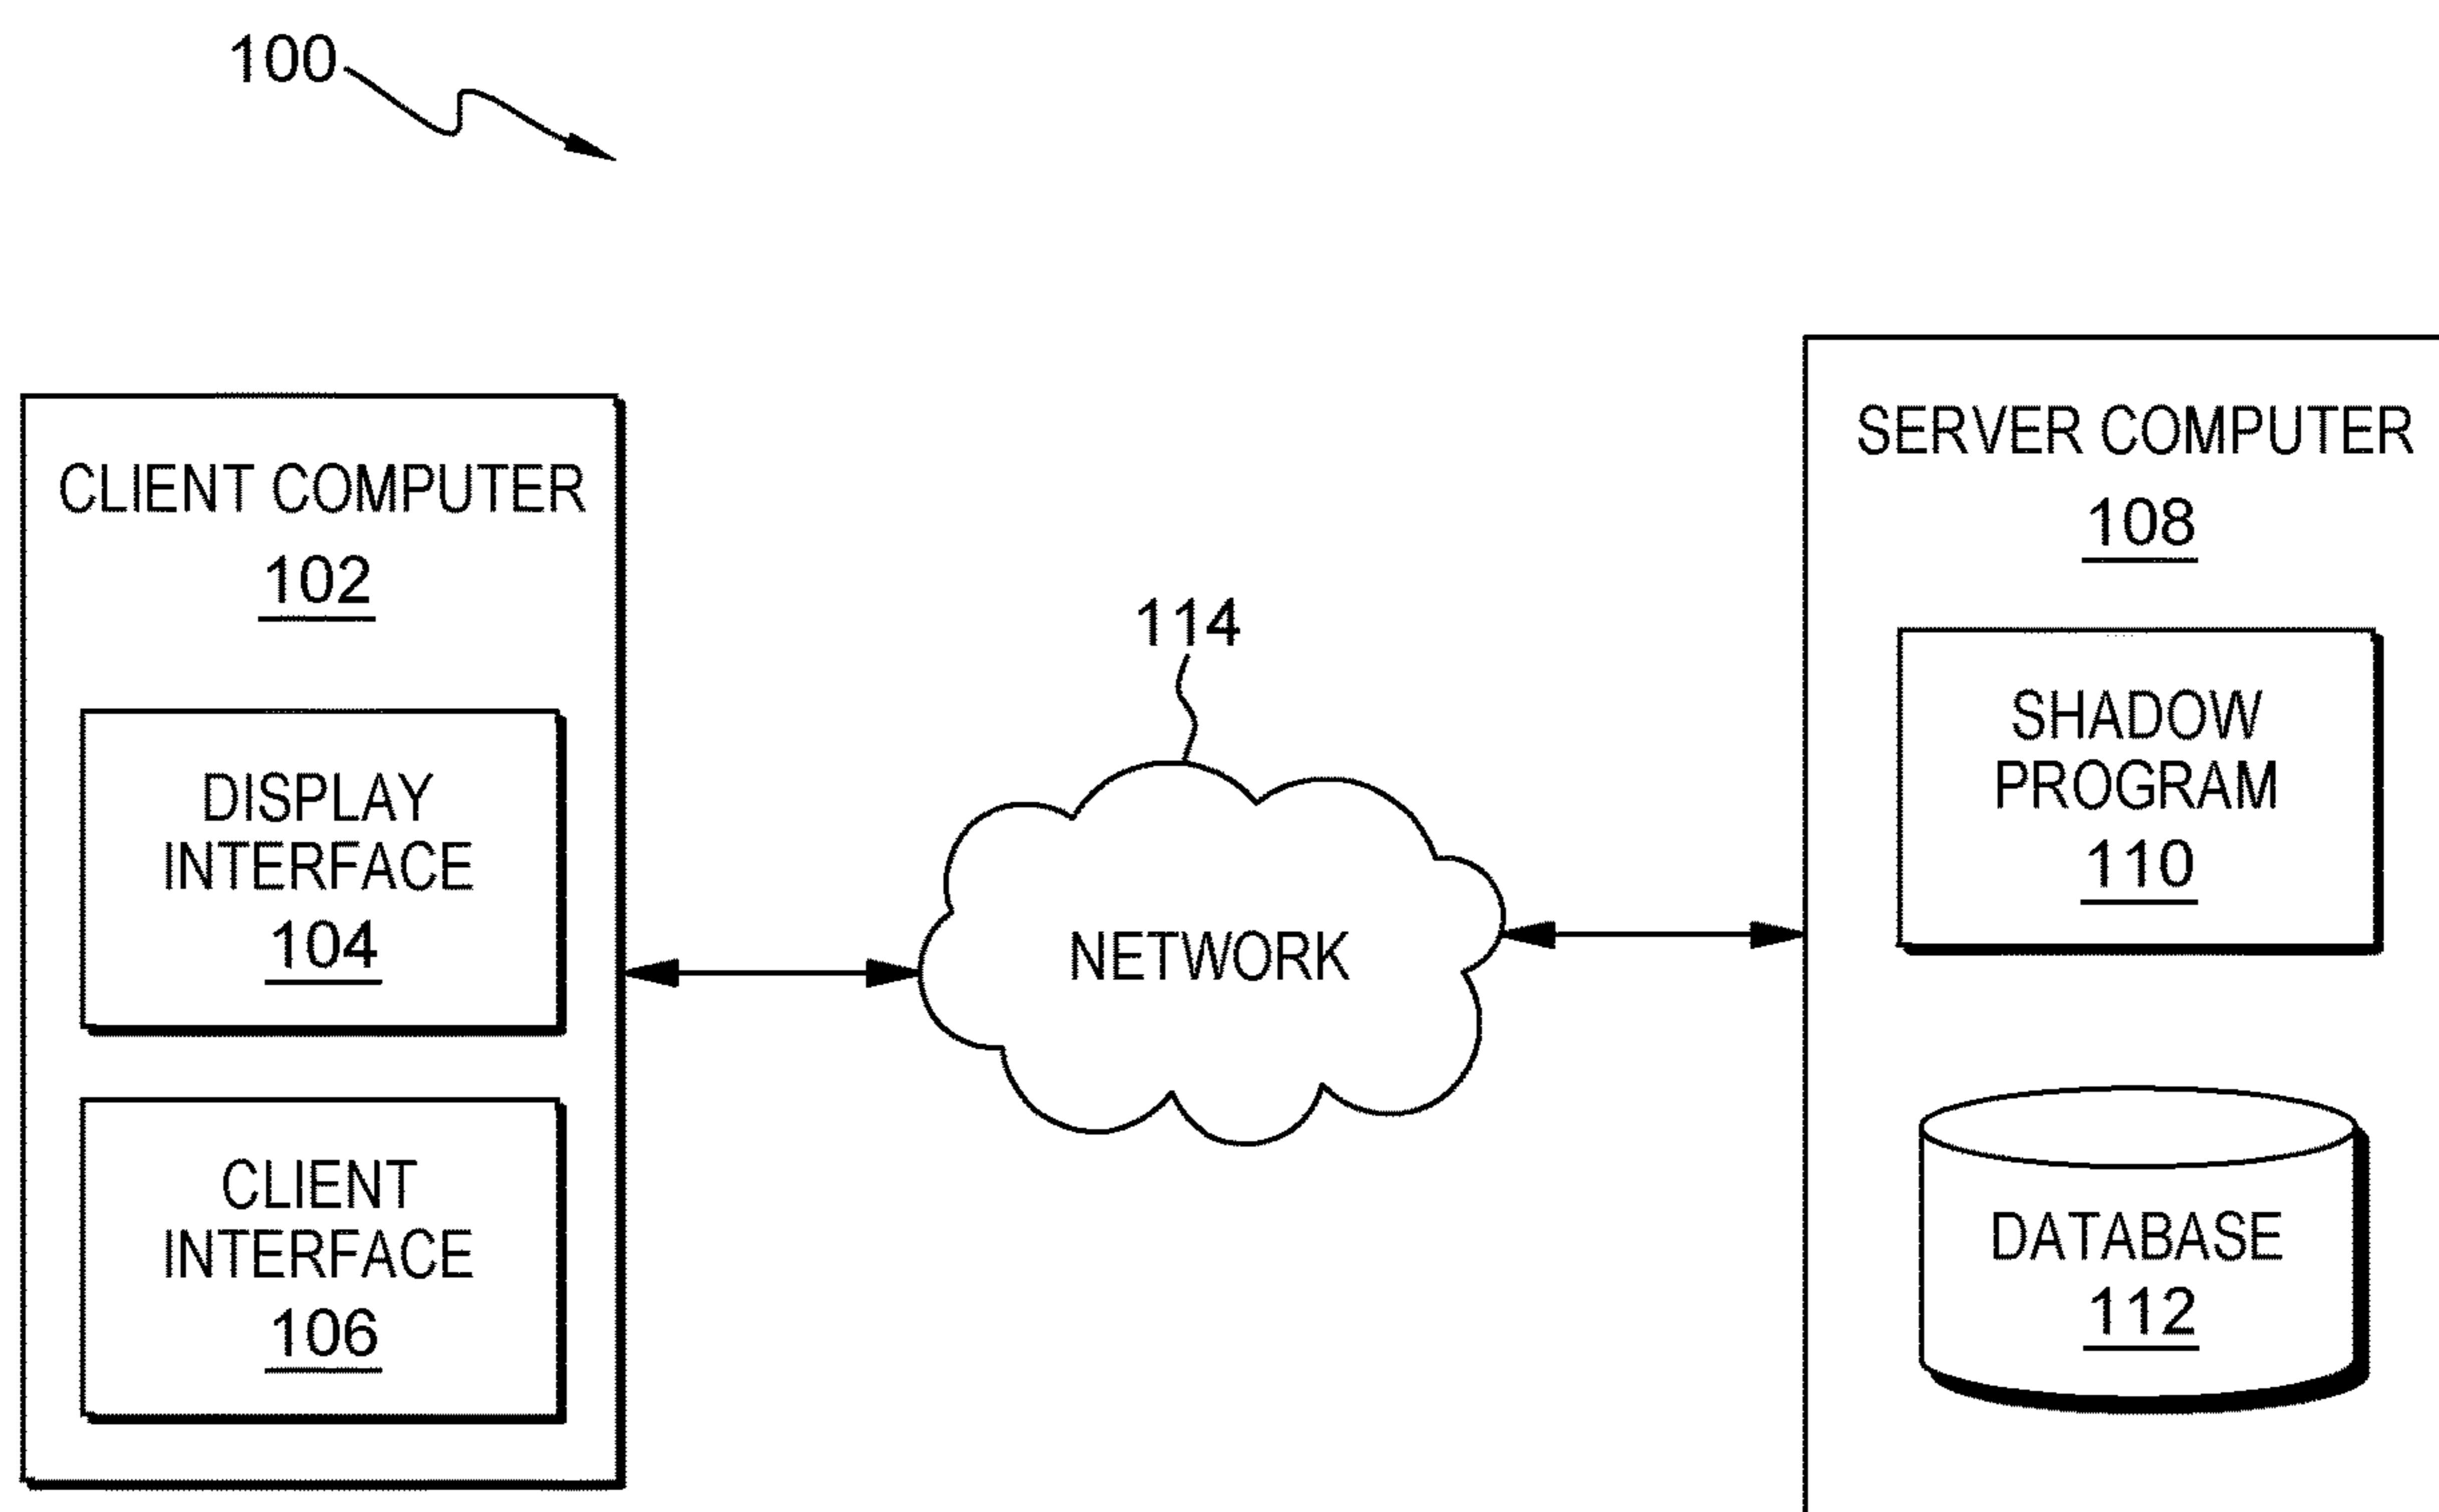 100
CLIENT COMPUTER
102
DISPLAY
INTERFACE
104
CLIENT
INTERFACE
106
114
NETWORK
SERVER COMPUTER
108
SHADOW
PROGRAM
110
DATABASE
112